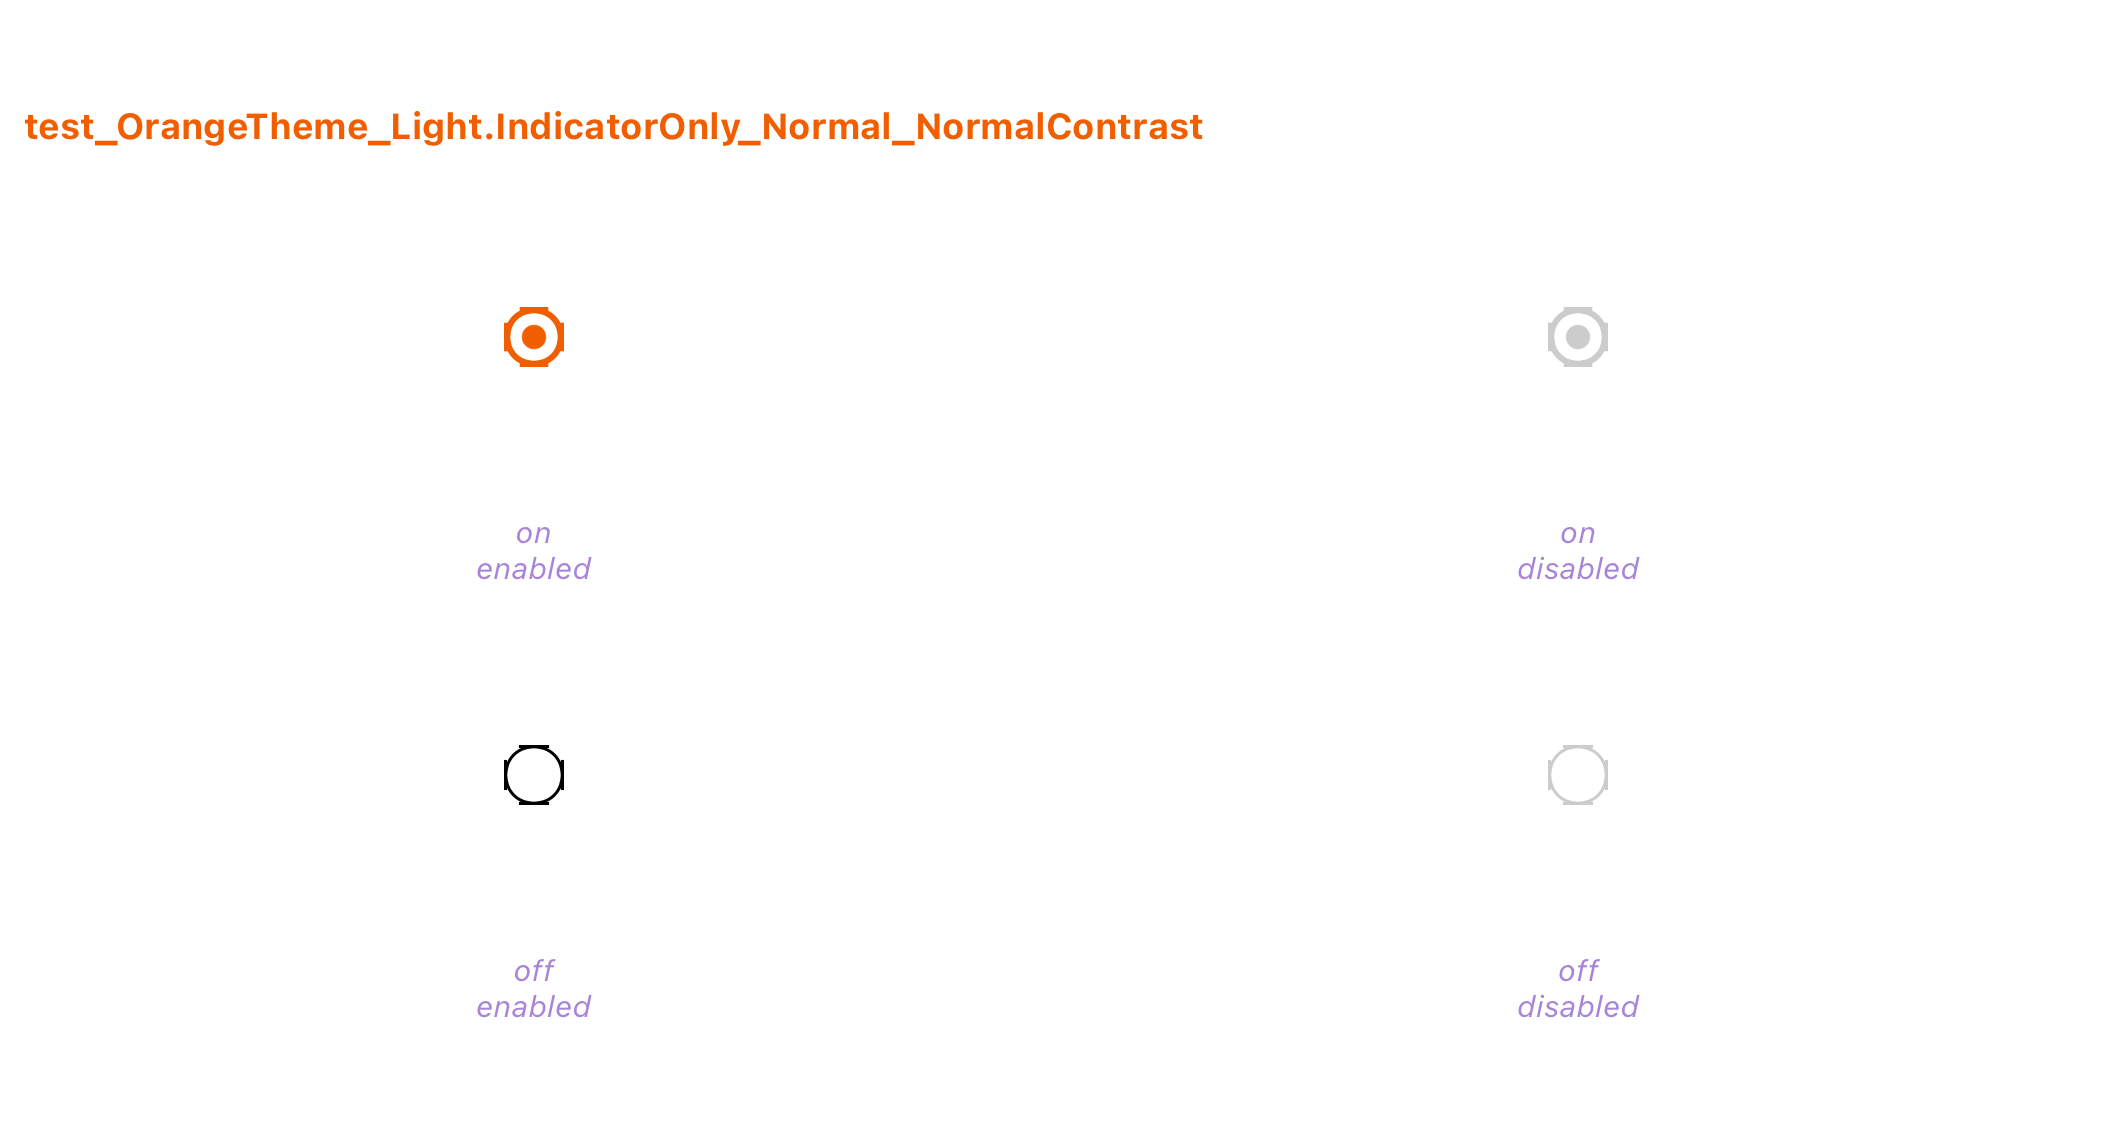 test_OrangeTheme_Light.IndicatorOnly_Normal_NormalContrast
on
enabled
on
disabled
off
enabled
off
disabled